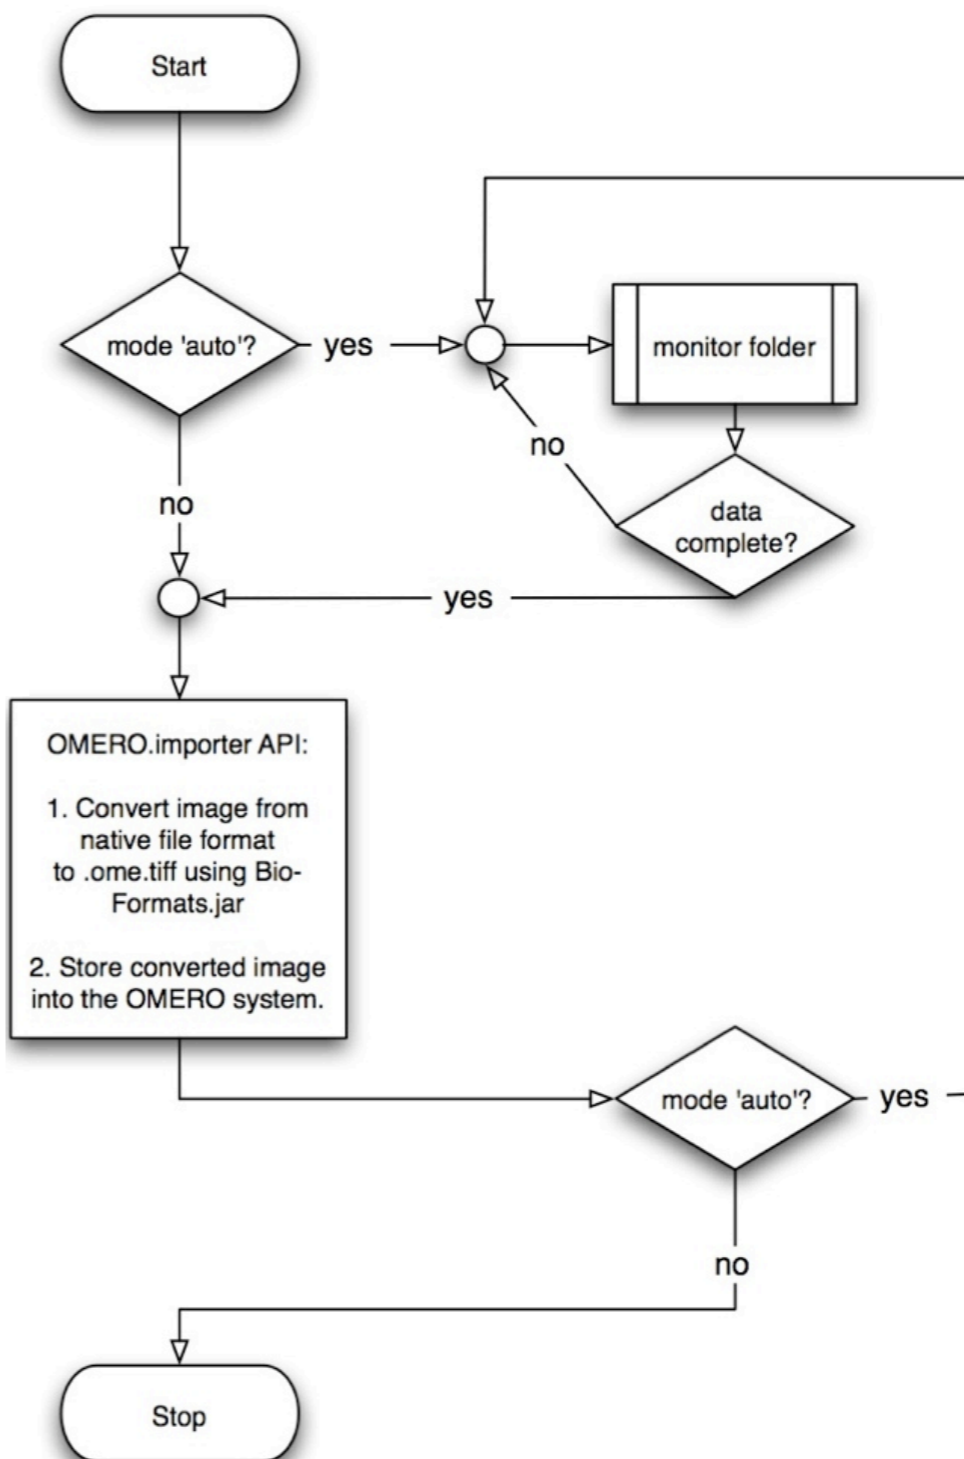 Start
mode 'auto'?
yes
monitor folder
no
data
complete?
no
yes
OMERO.importer API:
1. Convert image from
native file format
to .ome.tiff using Bio-
Formats.jar
2. Store converted image
into the OMERO system.
mode 'auto'?
yes
no
Stop